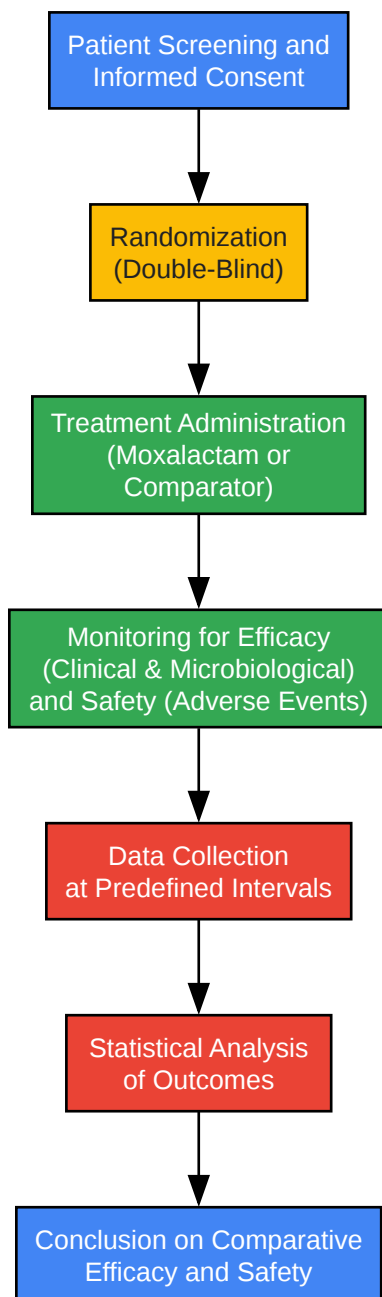 Patient Screening and
Informed Consent
Randomization
(Double-Blind)
Treatment Administration
(Moxalactam or
Comparator)
Monitoring for Efficacy
(Clinical & Microbiological)
and Safety (Adverse Events)
Data Collection
at Predefined Intervals
Statistical Analysis
of Outcomes
Conclusion on Comparative
Efficacy and Safety